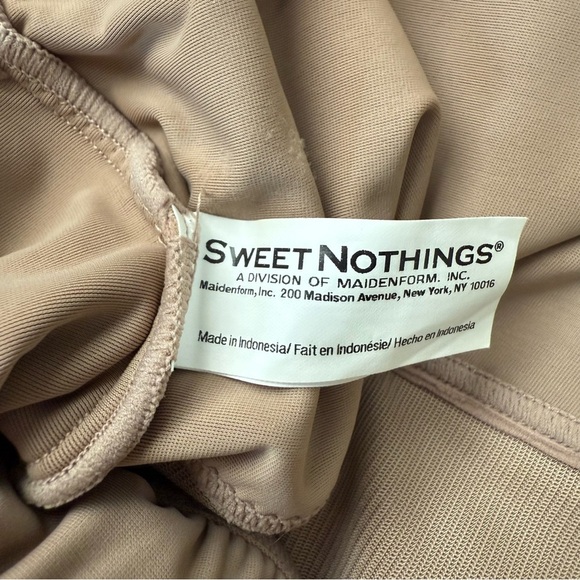 SWEET NOTHINGS®
A DIVISION OF MAIDENFORM. INC.
Maidenform, Inc. 200 Madison Avenue, New York, NY 10016
Made in Indonesia/ Fait en Indonésie/ Hecho en Indonesia